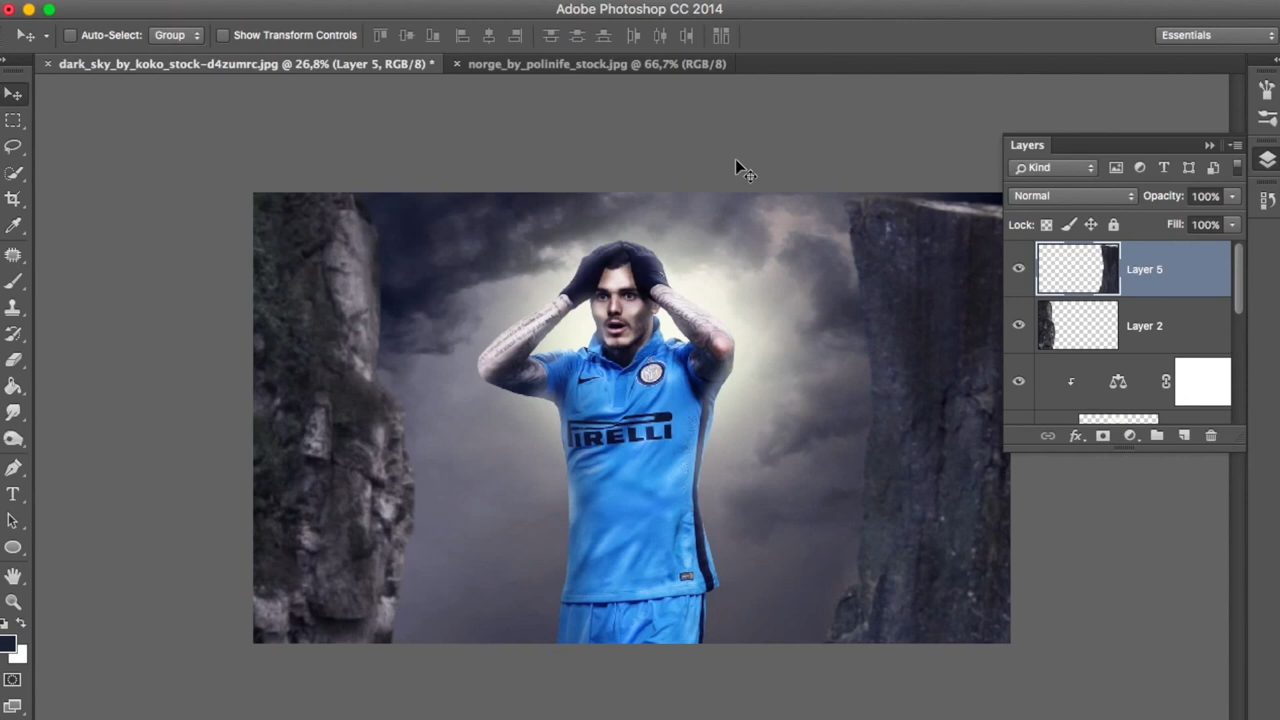 Adobe Photoshop CC 2014
Auto-Select: Group Show Transform Controls Essentials
dark_sky_by_koko_stock-d4zumrc.jpg @ 26,8% (Layer 5, RGB/8) * norge_by_polinife_stock.jpg @ 66,7% (RGB/8)
Layers
Kind
Normal Opacity: 100%
Lock: Fill: 100%
Layer 5
Layer 2
PIRELLI